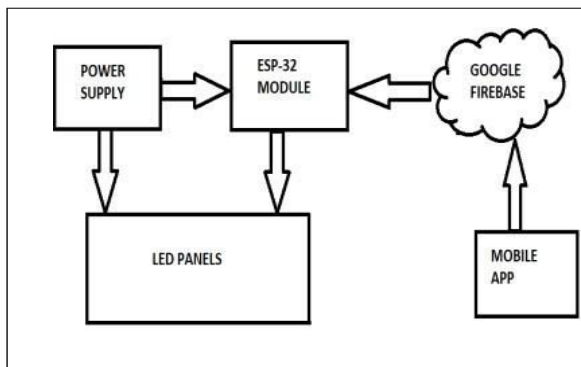 POWER
SUPPLY
ESP-32
MODULE
GOOGLE
FIREBASE
LED PANELS
MOBILE
APP